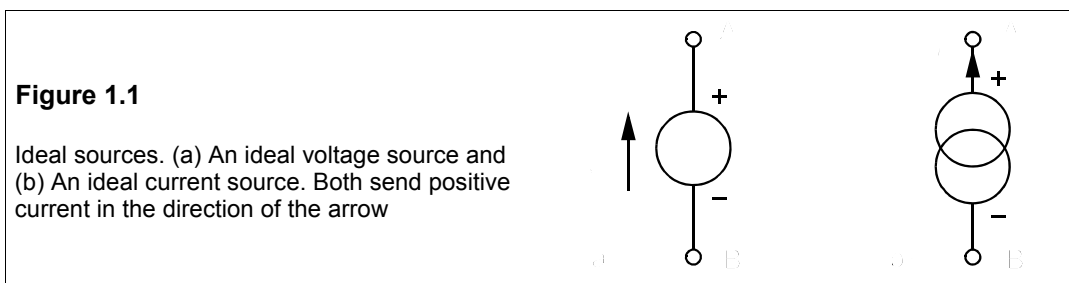 Figure 1.1
Ideal sources. (a) An ideal voltage source and
(b) An ideal current source. Both send positive
current in the direction of the arrow
+
−
B
+
−
B